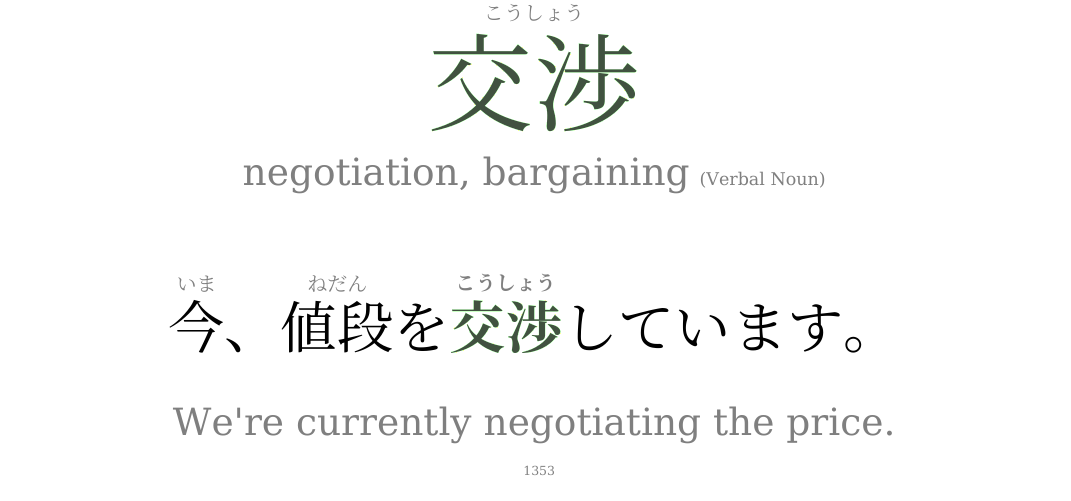 こうしょう
交渉
negotiation, bargaining (Verbal Noun)
いま ねだん こうしょう
今、値段を交渉しています。
We're currently negotiating the price.
1353